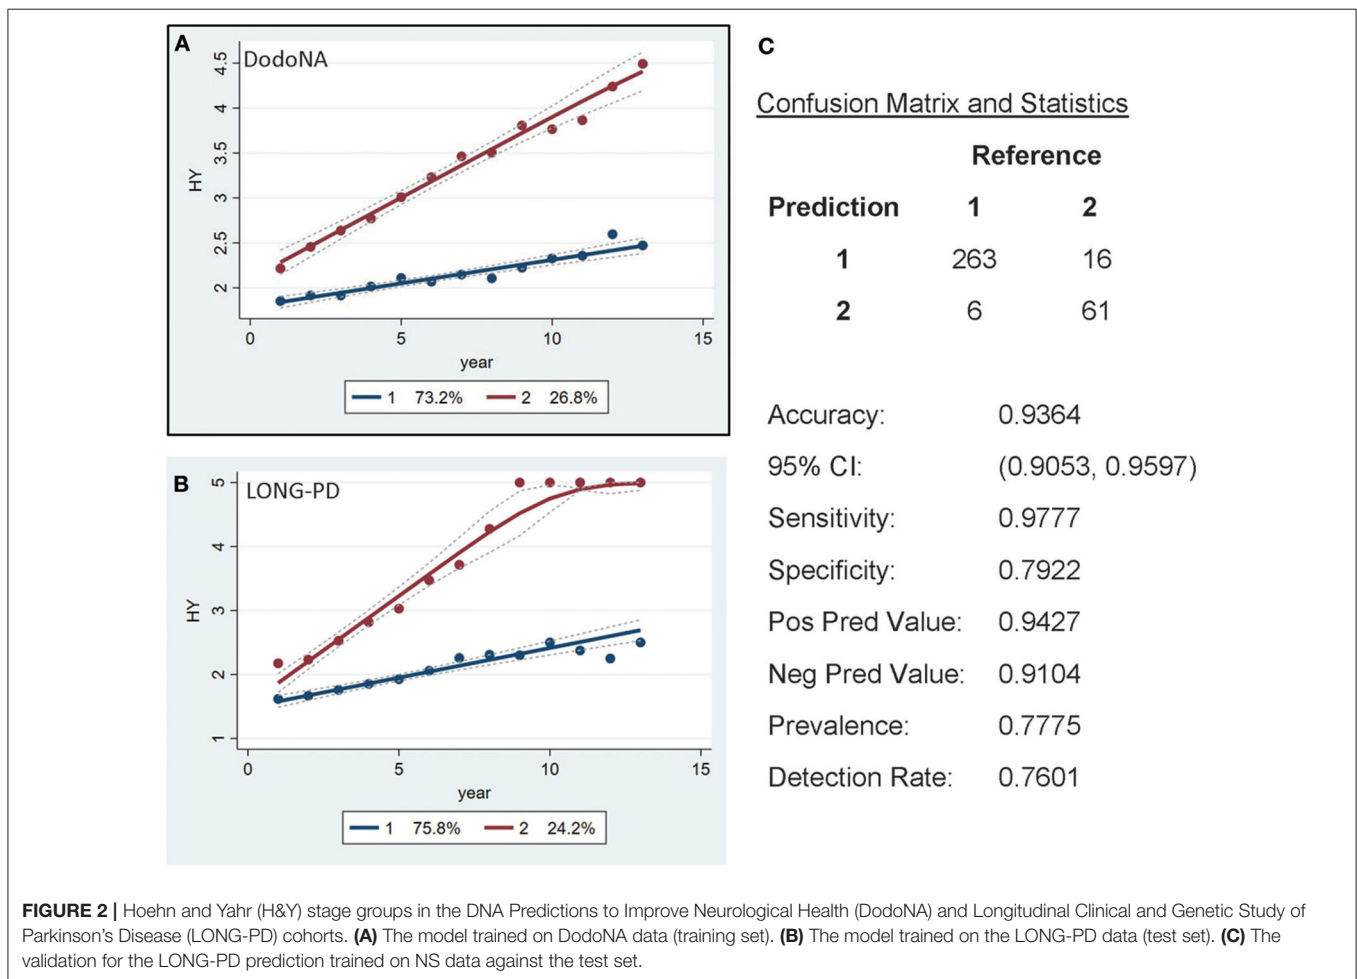 A
DodoNA
4.5
4
3.5
3
2.5
2
HY
0 5 10 15
year
1 73.2% 2 26.8%
B
LONG-PD
5
4
3
2
1
HY
0 5 10 15
year
1 75.8% 2 24.2%
C
Confusion Matrix and Statistics
Reference
Prediction 1 2
1 263 16
2 6 61
Accuracy: 0.9364
95% CI: (0.9053, 0.9597)
Sensitivity: 0.9777
Specificity: 0.7922
Pos Pred Value: 0.9427
Neg Pred Value: 0.9104
Prevalence: 0.7775
Detection Rate: 0.7601
FIGURE 2 | Hoehn and Yahr (H&Y) stage groups in the DNA Predictions to Improve Neurological Health (DodoNA) and Longitudinal Clinical and Genetic Study of
Parkinson's Disease (LONG-PD) cohorts. (A) The model trained on DodoNA data (training set). (B) The model trained on the LONG-PD data (test set). (C) The
validation for the LONG-PD prediction trained on NS data against the test set.